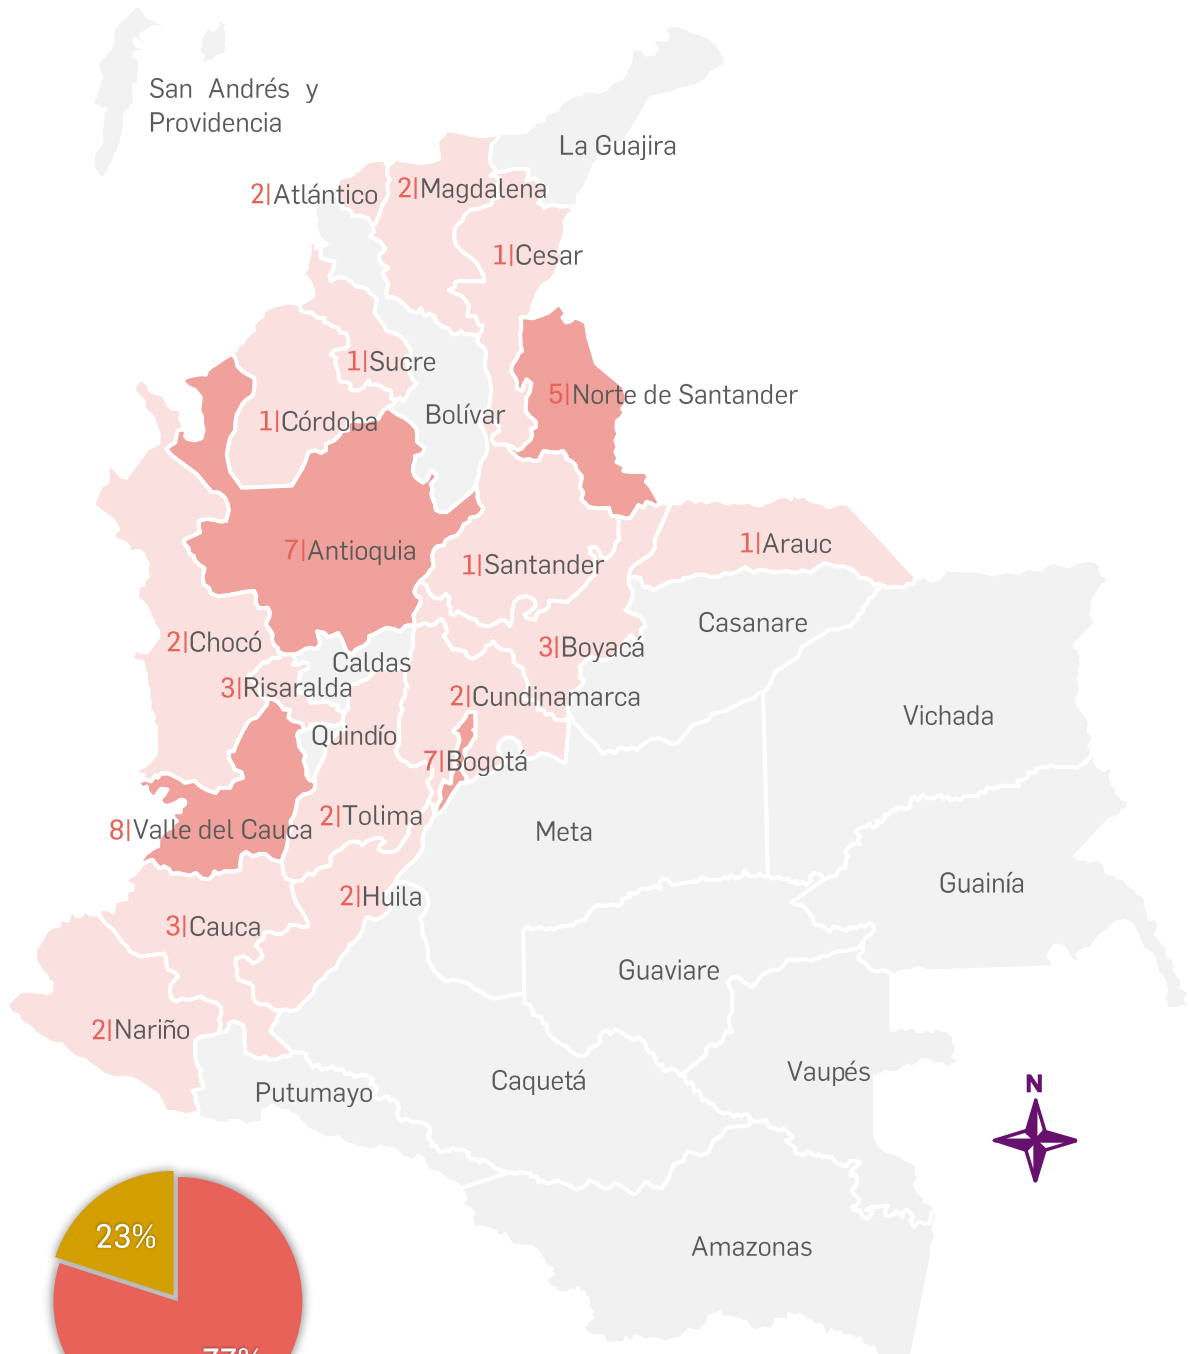 San Andrés y
Providencia
La Guajira
2|Atlántico
2|Magdalena
1|Cesar
1|Sucre
5|Norte de Santander
Bolívar
1|Córdoba
1|Arauc
7|Antioquia
1|Santander
Casanare
2|Chocó
3|Boyacá
Caldas
3|Risaralda
2|Cundinamarca
Vichada
Quindío
7|Bogotá
2|Tolima
8|Valle del Cauca
Meta
Guainía
2|Huila
3|Cauca
Guaviare
2|Nariño
Vaupés
Caquetá
N
Putumayo
23%
Amazonas
77%